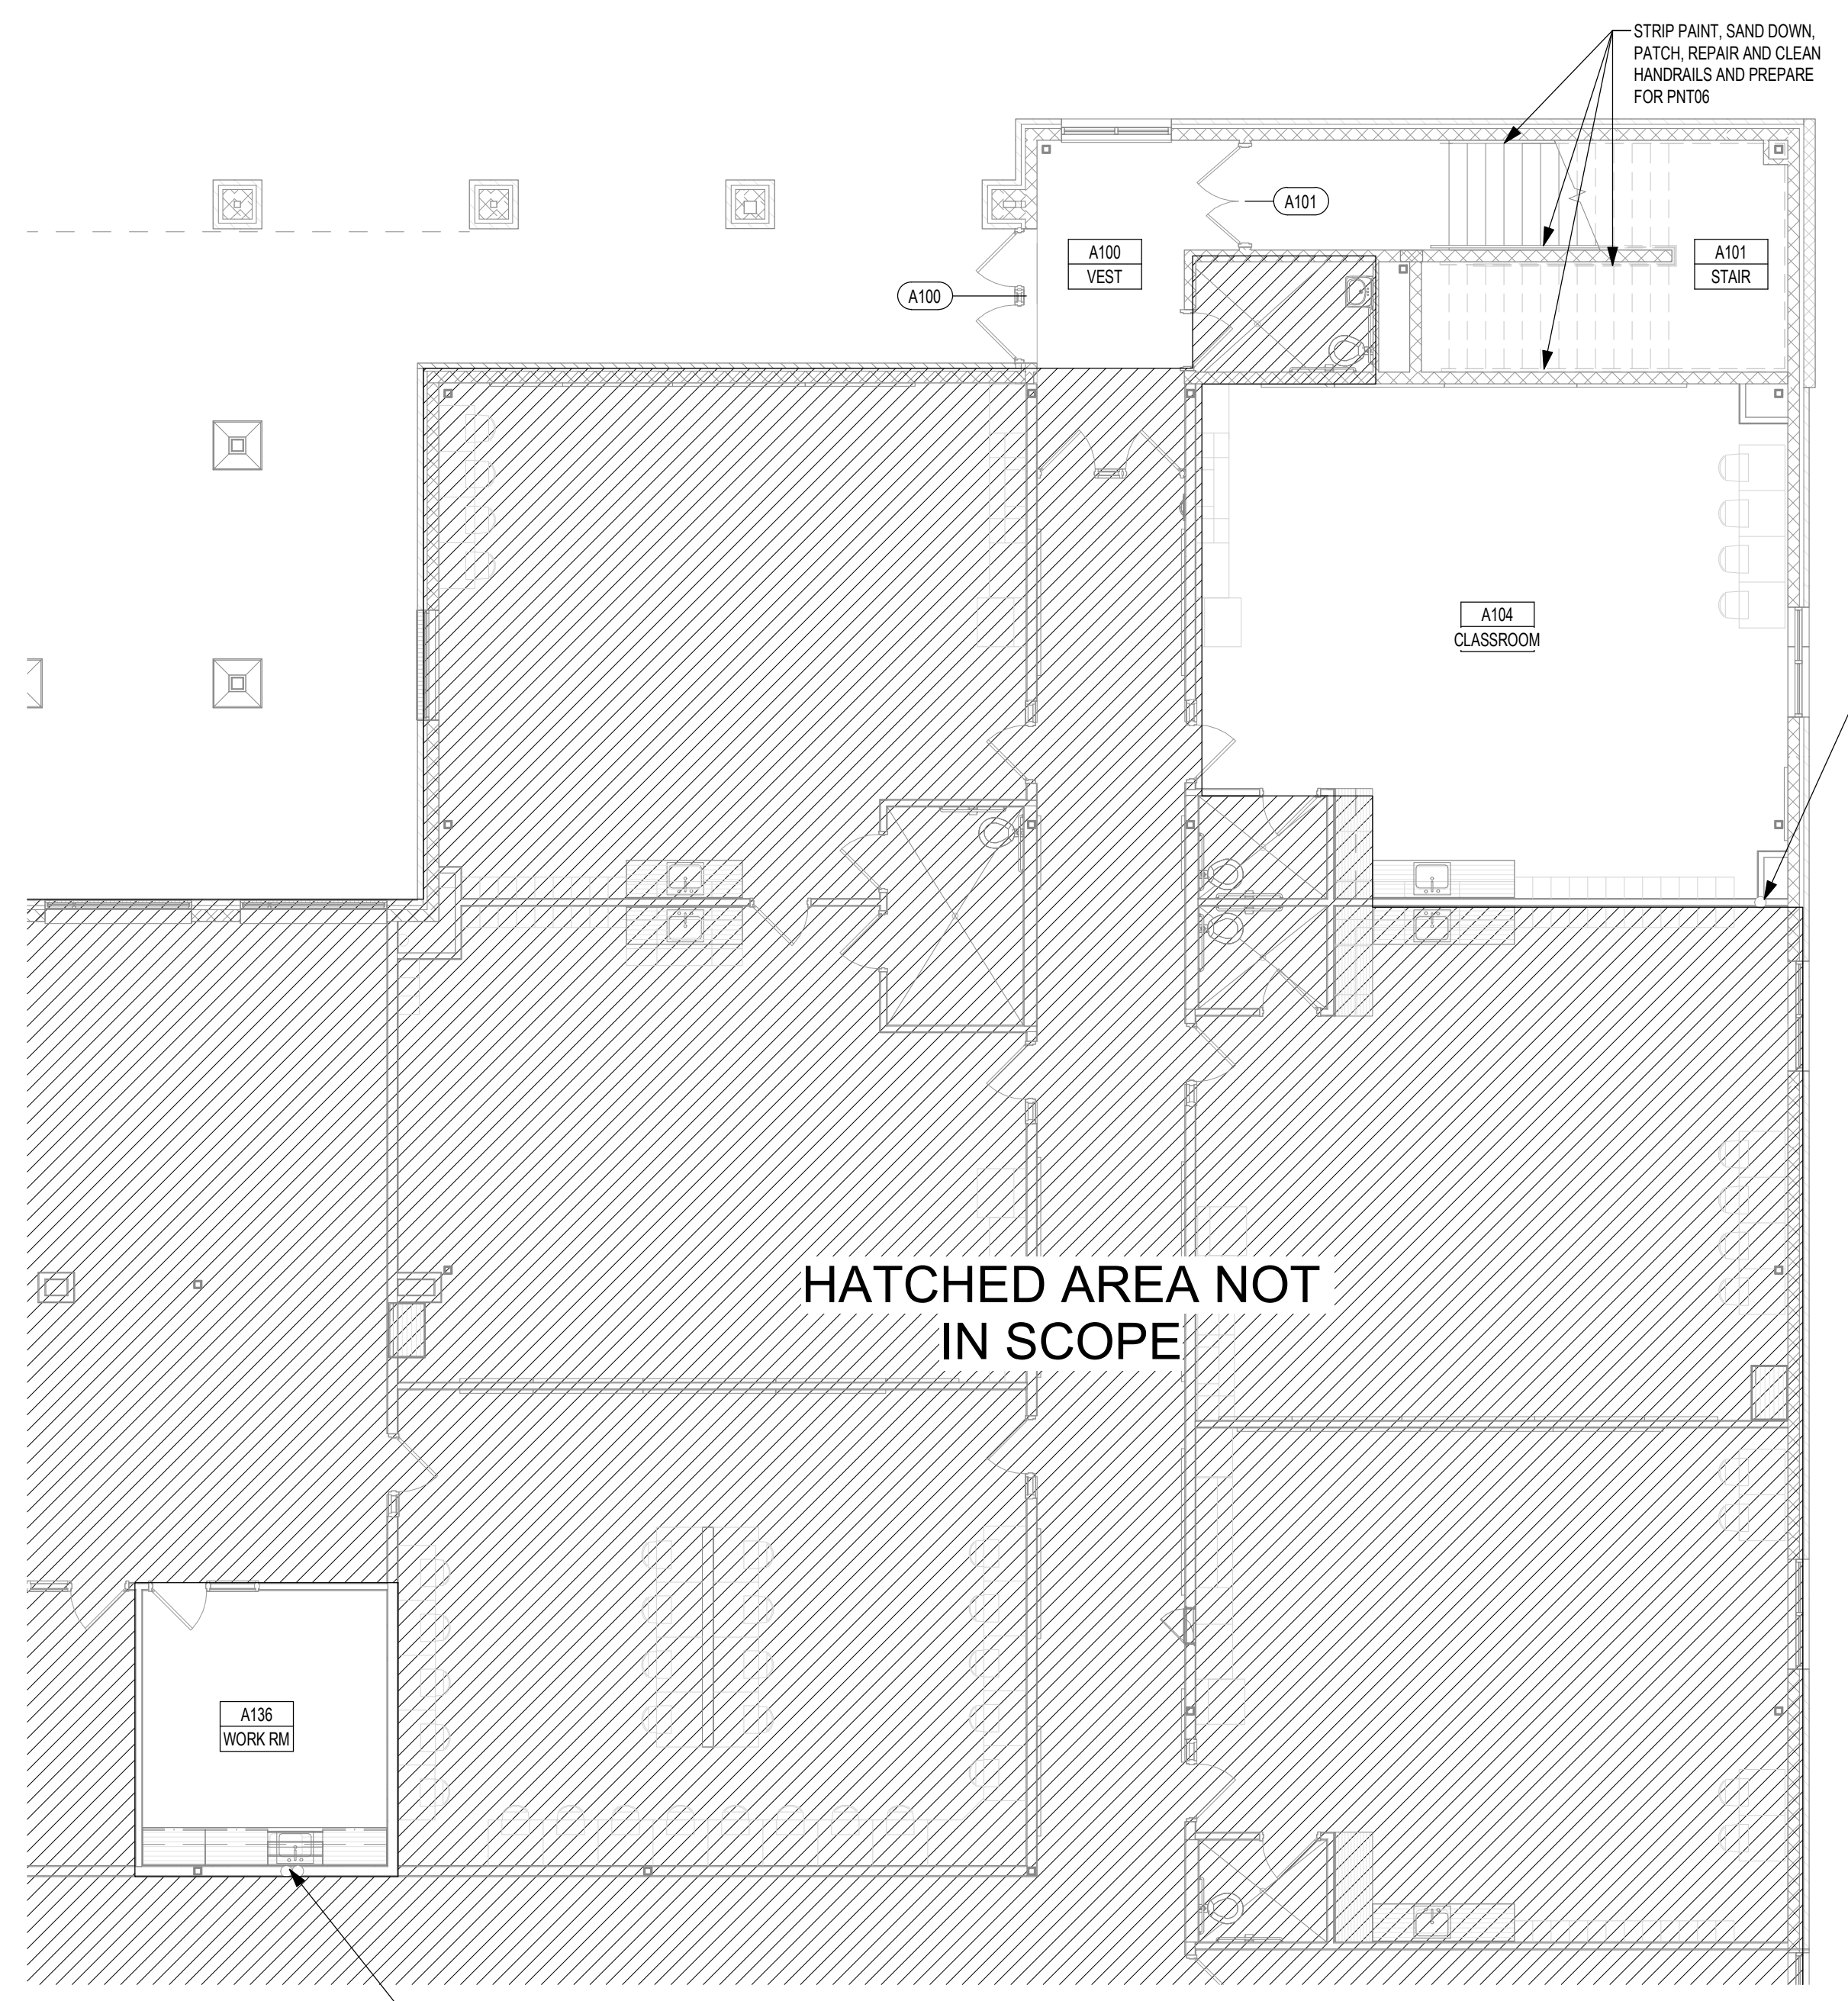 STRIP PAINT, SAND DOWN,
PATCH, REPAIR AND CLEAN
HANDRAILS AND PREPARE
FOR PNT06
A101
A100
VEST
A101
STAIR
A100
A104
CLASSROOM
HATCHED AREA NOT
IN SCOPE
A136
WORK RM